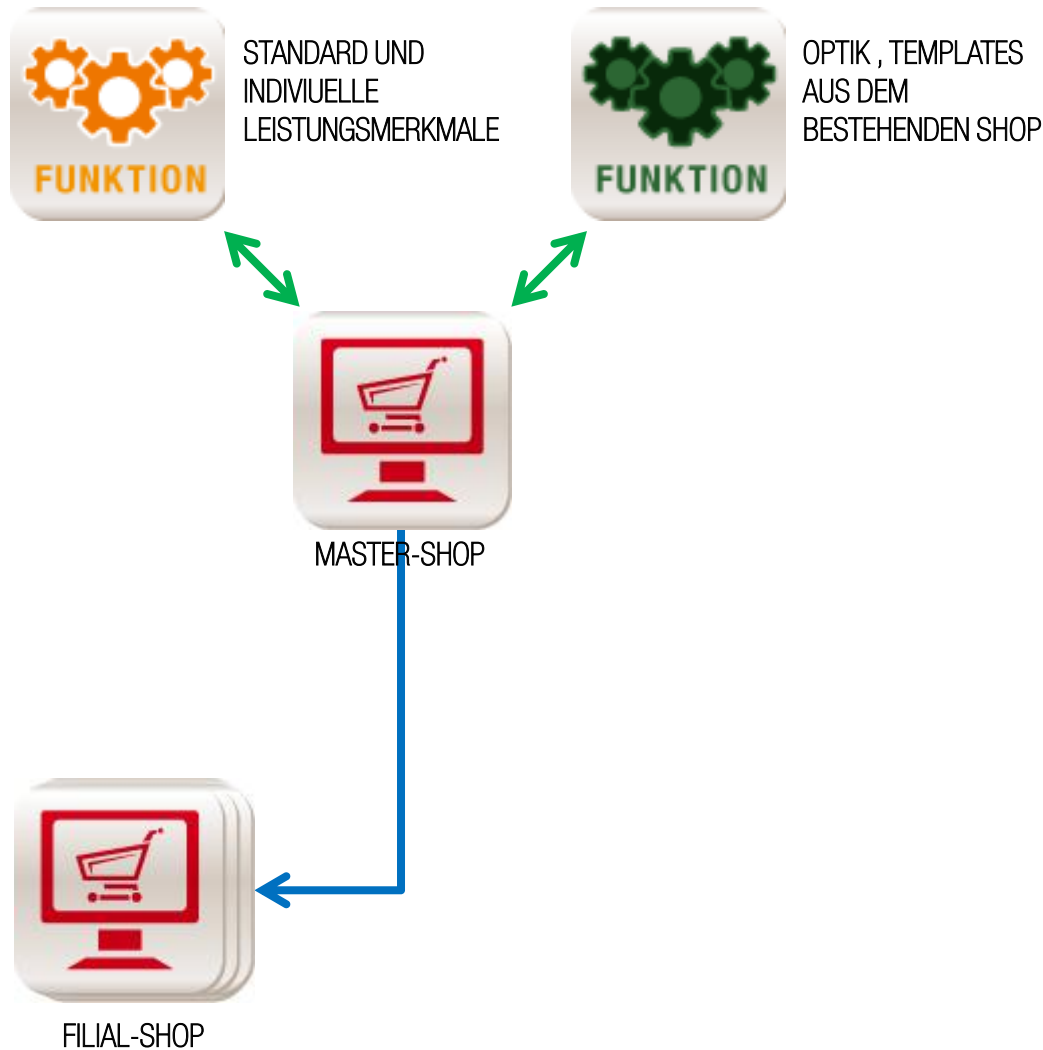 STANDARD UND
INDIVIUELLE
LEISTUNGSMERKMALE
FUNKTION
OPTIK , TEMPLATES
AUS DEM
BESTEHENDEN SHOP
FUNKTION
MASTER-SHOP
FILIAL-SHOP